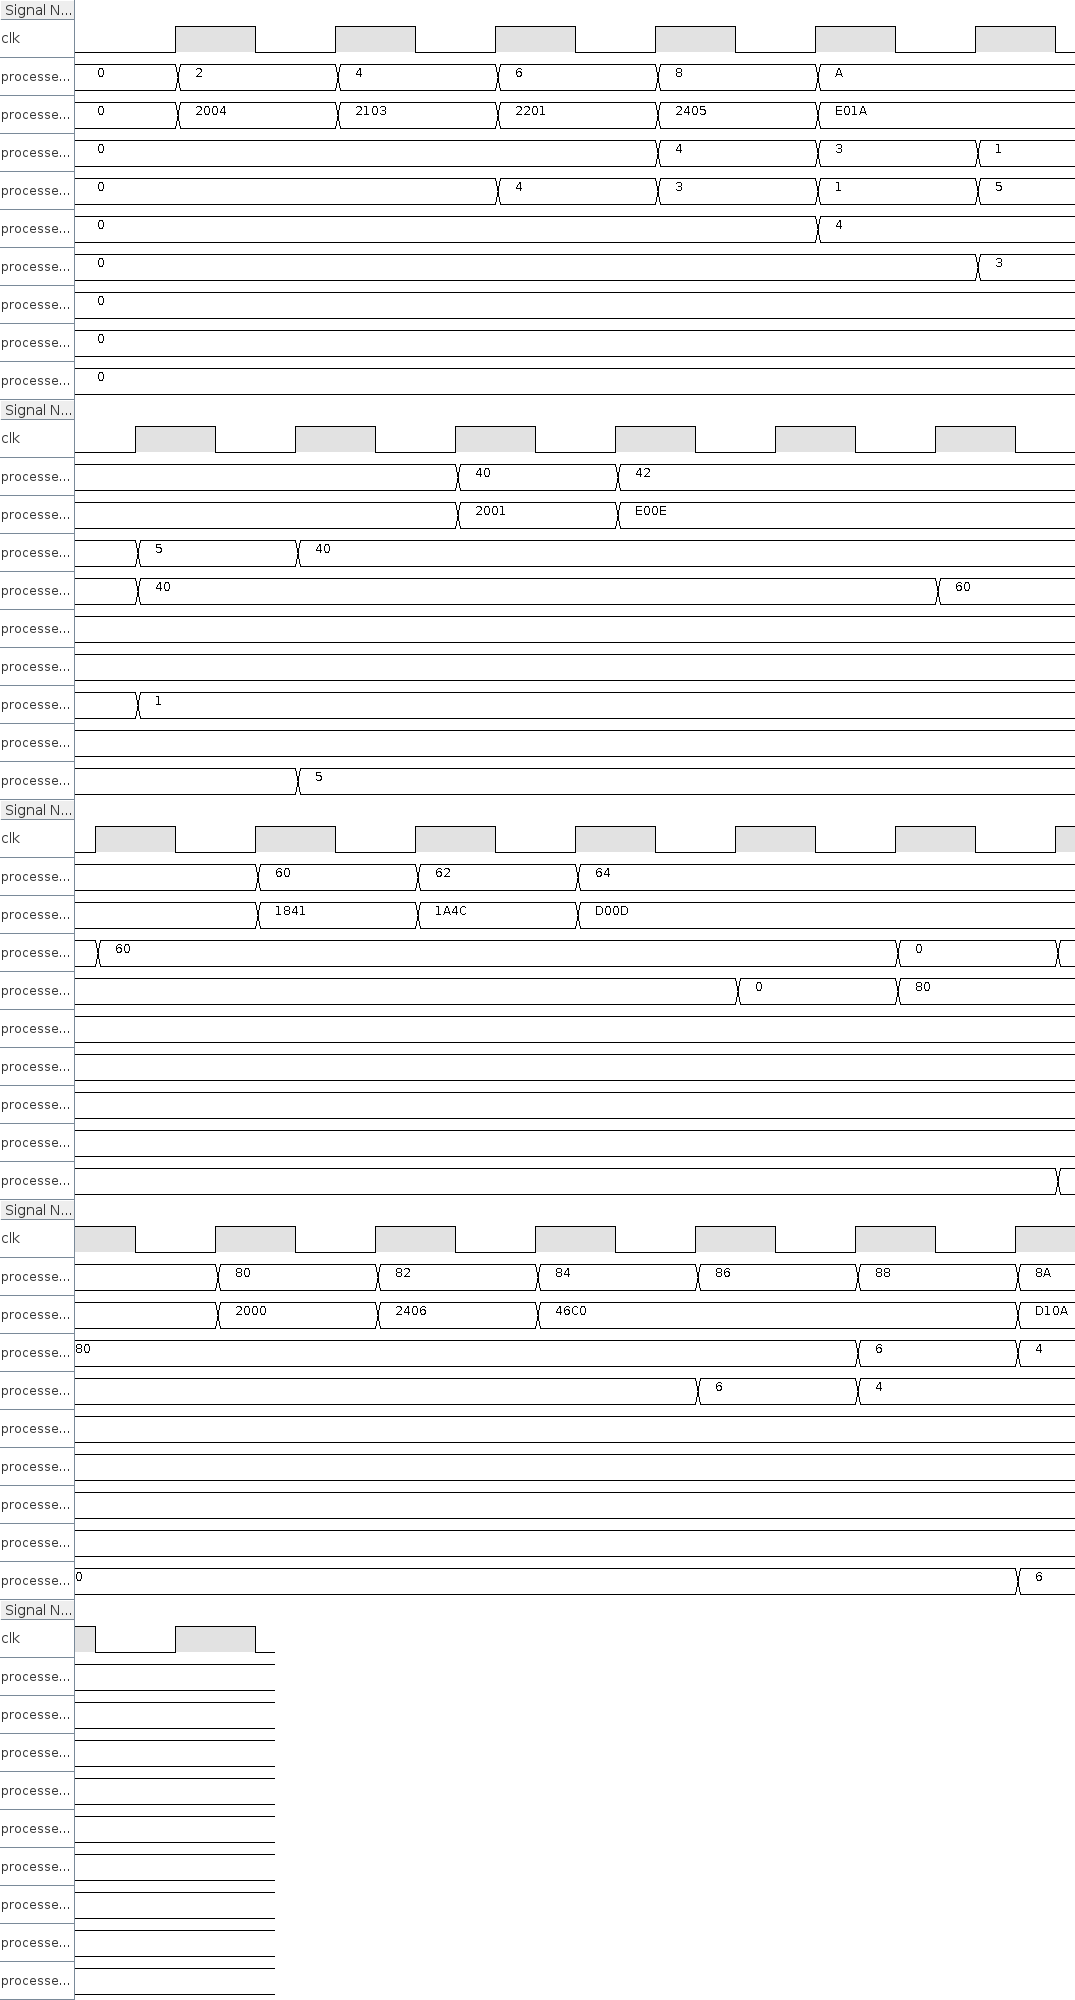 Signal N...
clk
processe... 0 2 4 6 8 A
processe... 0 2004 2103 2201 2405 E01A
processe... 0 4 3 1
processe... 0 4 3 1 5
processe... 0 4
processe... 0 3
processe... 0
processe... 0
processe... 0
Signal N...
clk
processe... 40 42
processe... 2001 E00E
processe... 5 40
processe... 40 60
processe...
processe...
processe... 1
processe...
processe... 5
Signal N...
clk
processe... 60 62 64
processe... 1841 1A4C D00D
processe... 60 0
processe... 0 80
processe...
processe...
processe...
processe...
processe...
Signal N...
clk
processe... 80 82 84 86 88 8A
processe... 2000 2406 46C0 D10A
processe... 80 6 4
processe... 6 4
processe...
processe...
processe...
processe...
processe... 0 6
Signal N...
clk
processe...
processe...
processe...
processe...
processe...
processe...
processe...
processe...
processe...